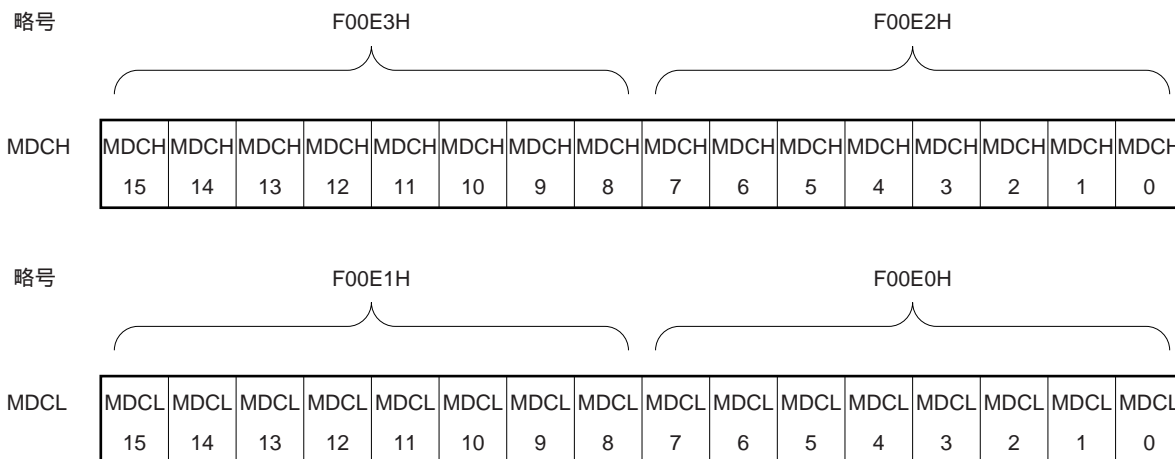 略号 F00E3H F00E2H
MDCH MDCH MDCH MDCH MDCH MDCH MDCH MDCH MDCH MDCH MDCH MDCH MDCH MDCH MDCH MDCH MDCH
15 14 13 12 11 10 9 8 7 6 5 4 3 2 1 0
略号 F00E1H F00E0H
MDCL MDCL MDCL MDCL MDCL MDCL MDCL MDCL MDCL MDCL MDCL MDCL MDCL MDCL MDCL MDCL MDCL
15 14 13 12 11 10 9 8 7 6 5 4 3 2 1 0